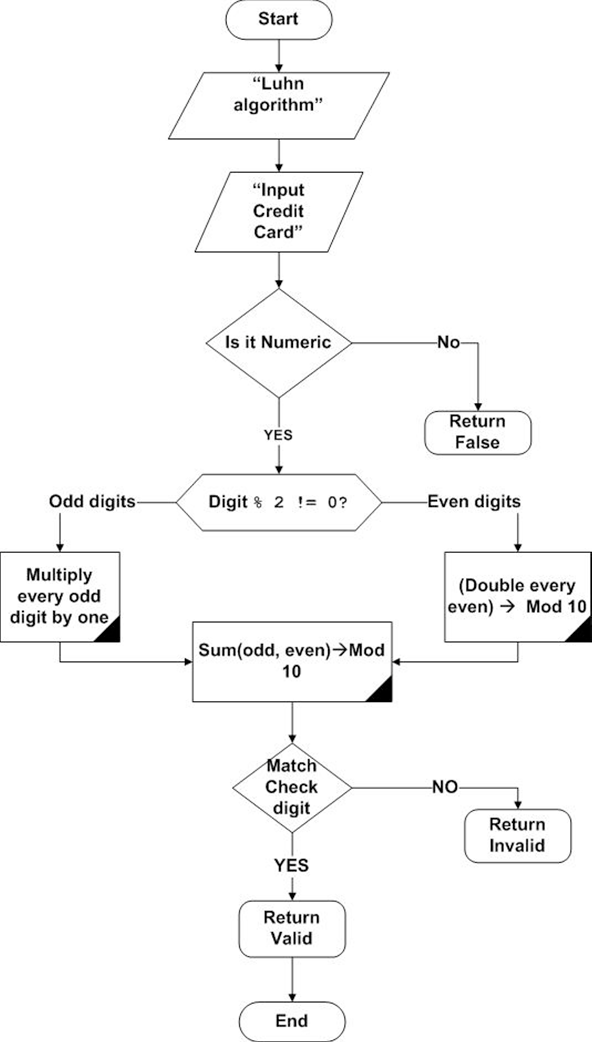 Start
“Luhn
algorithm”
“Input
Credit
Card”
Is it Numeric
No
Return
False
YES
Odd digits
Digit % 2 != 0?
Even digits
Multiply
every odd
digit by one
(Double every
even) → Mod 10
Sum(odd, even)→Mod
10
Match
Check
digit
NO
Return
Invalid
YES
Return
Valid
End